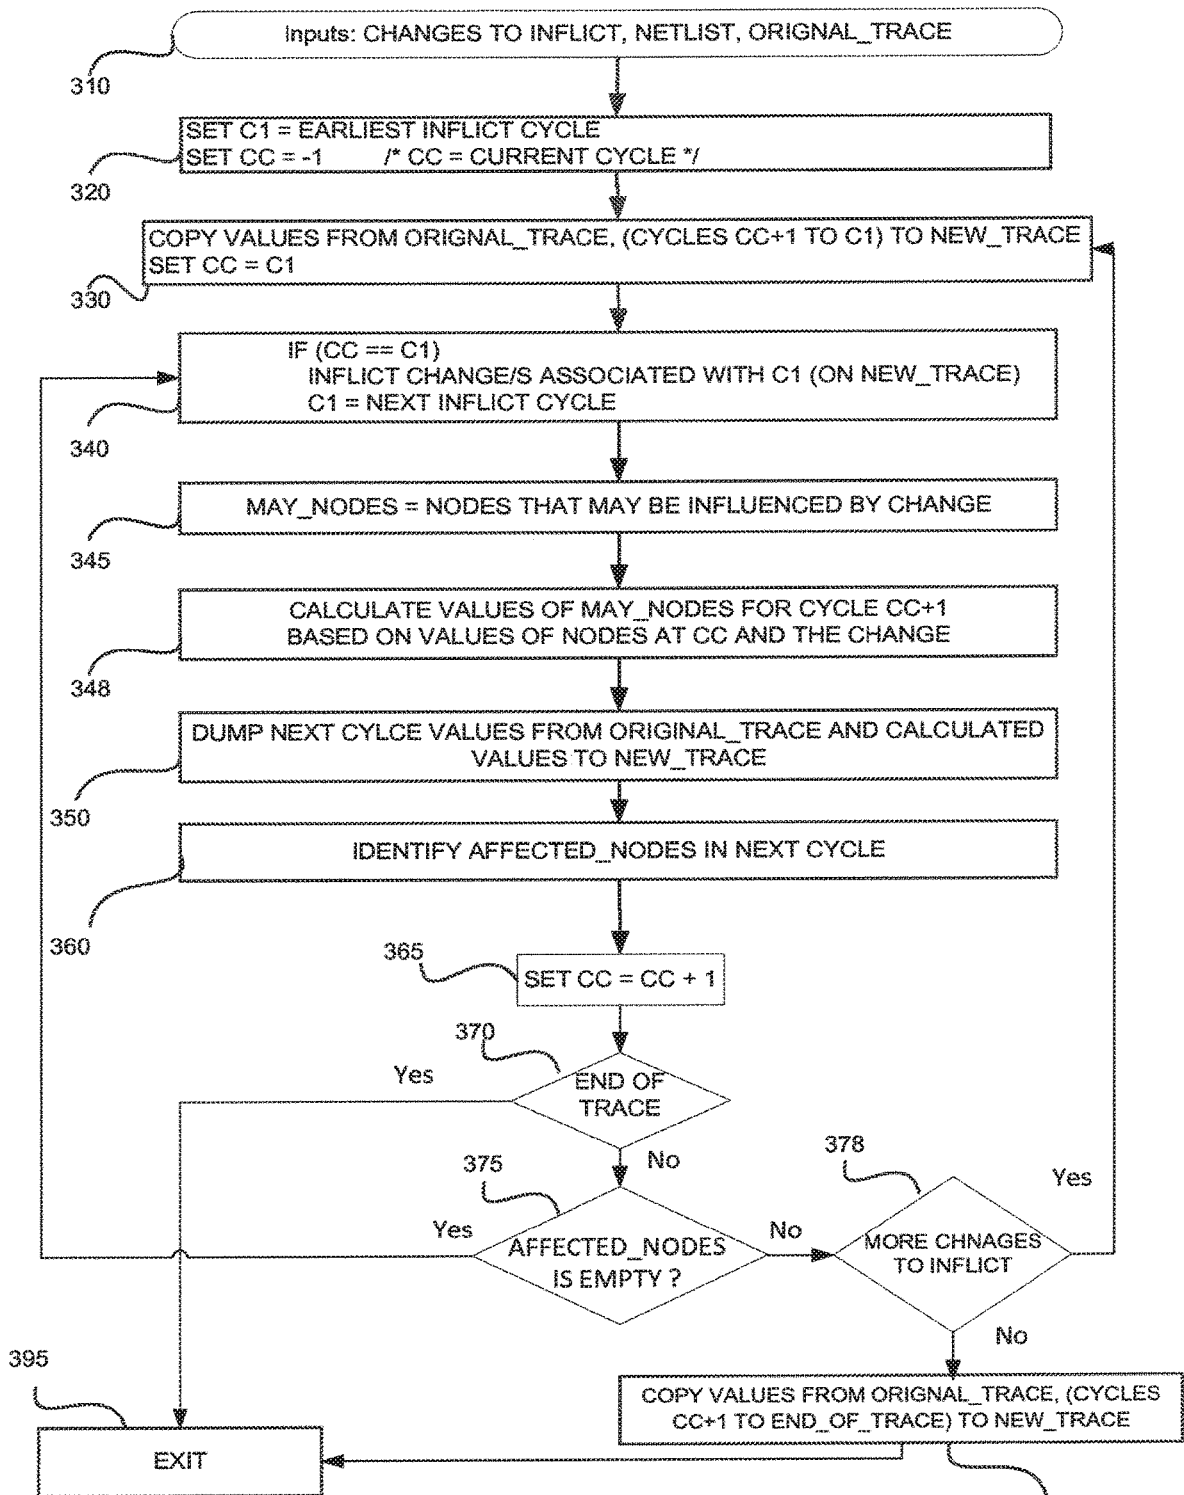 Inputs: CHANGES TO INFLICT, NETLIST, ORIGNAL_TRACE
310
SET C1 = EARLIEST INFLICT CYCLE
SET CC = -1 /* CC = CURRENT CYCLE */
320
COPY VALUES FROM ORIGNAL_TRACE, (CYCLES CC+1 TO C1) TO NEW_TRACE
SET CC = C1
330
IF (CC == C1)
INFLICT CHANGE/S ASSOCIATED WITH C1 (ON NEW_TRACE)
C1 = NEXT INFLICT CYCLE
340
MAY_NODES = NODES THAT MAY BE INFLUENCED BY CHANGE
345
CALCULATE VALUES OF MAY_NODES FOR CYCLE CC+1
BASED ON VALUES OF NODES AT CC AND THE CHANGE
348
DUMP NEXT CYLCE VALUES FROM ORIGINAL_TRACE AND CALCULATED
VALUES TO NEW_TRACE
350
IDENTIFY AFFECTED_NODES IN NEXT CYCLE
360
365
SET CC = CC + 1
370
Yes
END OF
TRACE
No
375
378
Yes
Yes
AFFECTED_NODES
IS EMPTY ?
No
MORE CHNAGES
TO INFLICT
No
395
COPY VALUES FROM ORIGNAL_TRACE, (CYCLES
CC+1 TO END_OF_TRACE) TO NEW_TRACE
EXIT